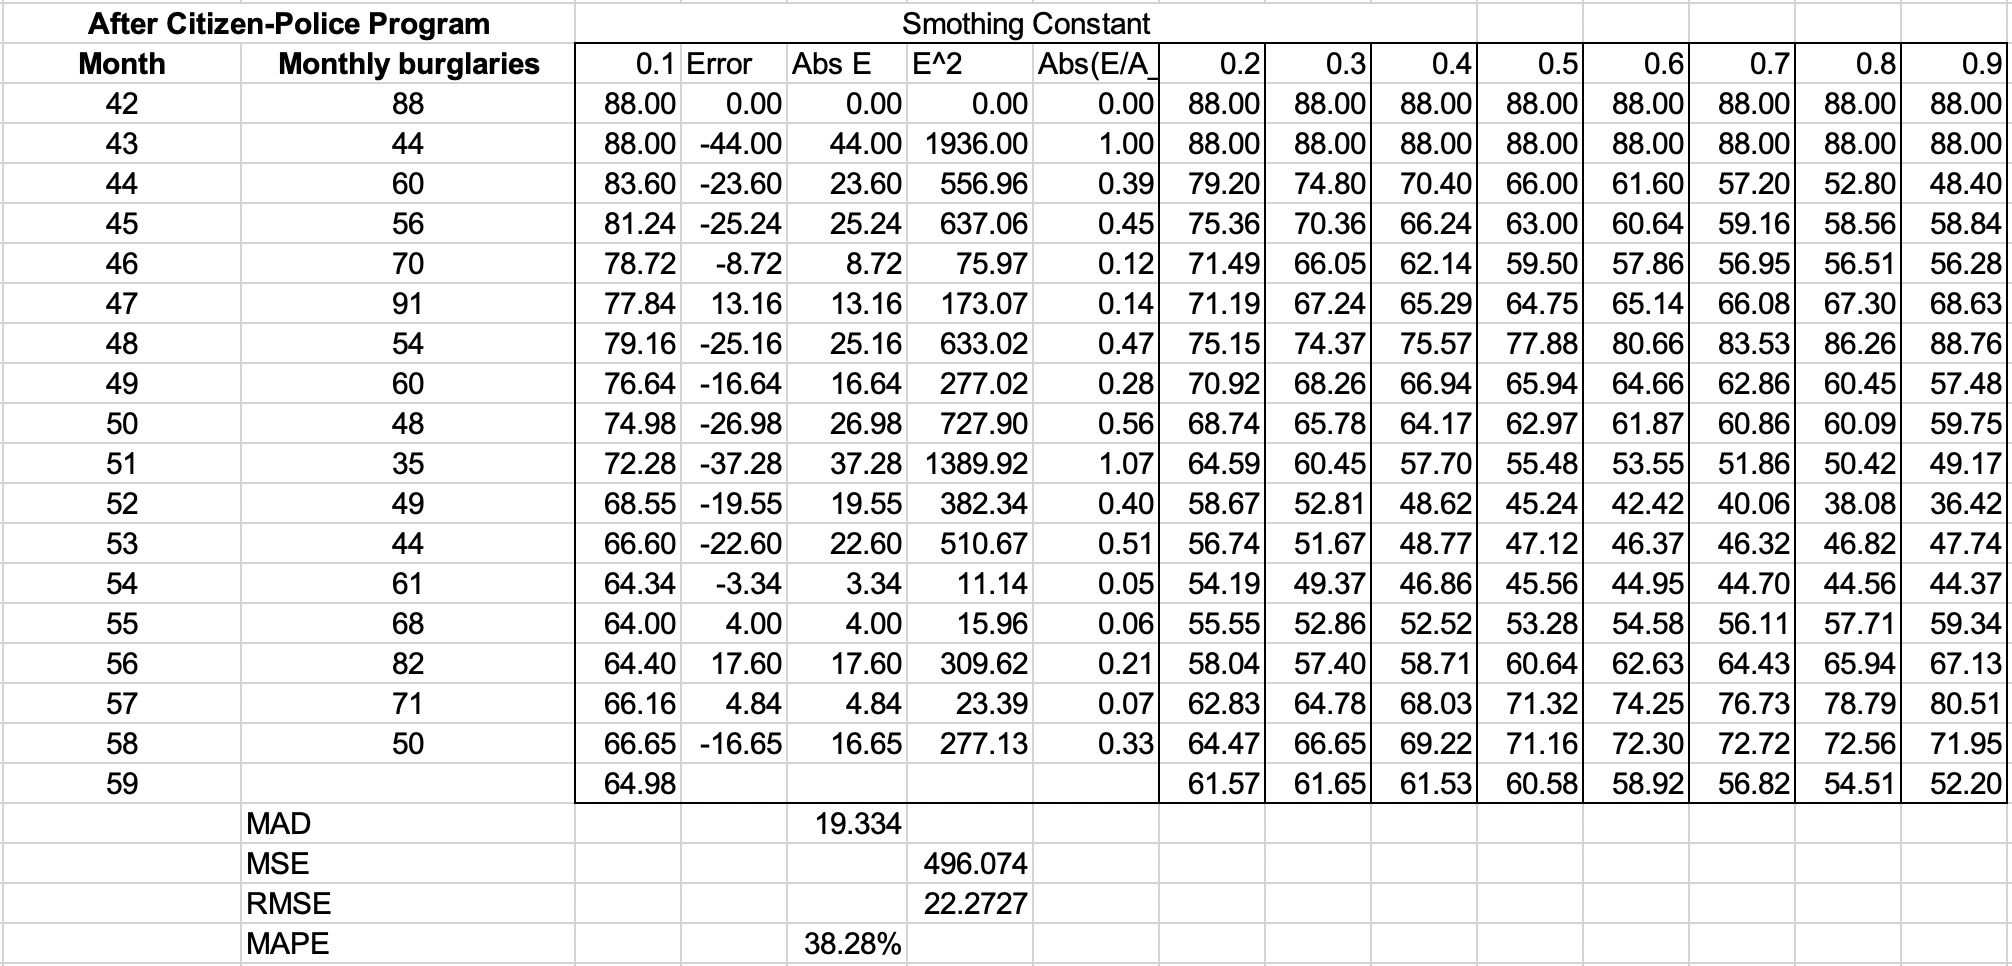 After Citizen-Police Program Smothing Constant
Month Monthly burglaries 0.1 Error Abs E E^2 Abs(E/A_ 0.2 0.3 0.4 0.5 0.6 0.7 0.8 0.9
42 88 88.00 0.00 0.00 0.00 0.00 88.00 88.00 88.00 88.00 88.00 88.00 88.00 88.00
43 44 88.00 -44.00 44.00 1936.00 1.00 88.00 88.00 88.00 88.00 88.00 88.00 88.00 88.00
44 60 83.60 -23.60 23.60 556.96 0.39 79.20 74.80 70.40 66.00 61.60 57.20 52.80 48.40
45 56 81.24 -25.24 25.24 637.06 0.45 75.36 70.36 66.24 63.00 60.64 59.16 58.56 58.84
46 70 78.72 -8.72 8.72 75.97 0.12 71.49 66.05 62.14 59.50 57.86 56.95 56.51 56.28
47 91 77.84 13.16 13.16 173.07 0.14 71.19 67.24 65.29 64.75 65.14 66.08 67.30 68.63
48 54 79.16 -25.16 25.16 633.02 0.47 75.15 74.37 75.57 77.88 80.66 83.53 86.26 88.76
49 60 76.64 -16.64 16.64 277.02 0.28 70.92 68.26 66.94 65.94 64.66 62.86 60.45 57.48
50 48 74.98 -26.98 26.98 727.90 0.56 68.74 65.78 64.17 62.97 61.87 60.86 60.09 59.75
51 35 72.28 -37.28 37.28 1389.92 1.07 64.59 60.45 57.70 55.48 53.55 51.86 50.42 49.17
52 49 68.55 -19.55 19.55 382.34 0.40 58.67 52.81 48.62 45.24 42.42 40.06 38.08 36.42
53 44 66.60 -22.60 22.60 510.67 0.51 56.74 51.67 48.77 47.12 46.37 46.32 46.82 47.74
54 61 64.34 -3.34 3.34 11.14 0.05 54.19 49.37 46.86 45.56 44.95 44.70 44.56 44.37
55 68 64.00 4.00 4.00 15.96 0.06 55.55 52.86 52.52 53.28 54.58 56.11 57.71 59.34
56 82 64.40 17.60 17.60 309.62 0.21 58.04 57.40 58.71 60.64 62.63 64.43 65.94 67.13
57 71 66.16 4.84 4.84 23.39 0.07 62.83 64.78 68.03 71.32 74.25 76.73 78.79 80.51
58 50 66.65 -16.65 16.65 277.13 0.33 64.47 66.65 69.22 71.16 72.30 72.72 72.56 71.95
59 64.98 61.57 61.65 61.53 60.58 58.92 56.82 54.51 52.20
MAD 19.334
MSE 496.074
RMSE 22.2727
MAPE 38.28%